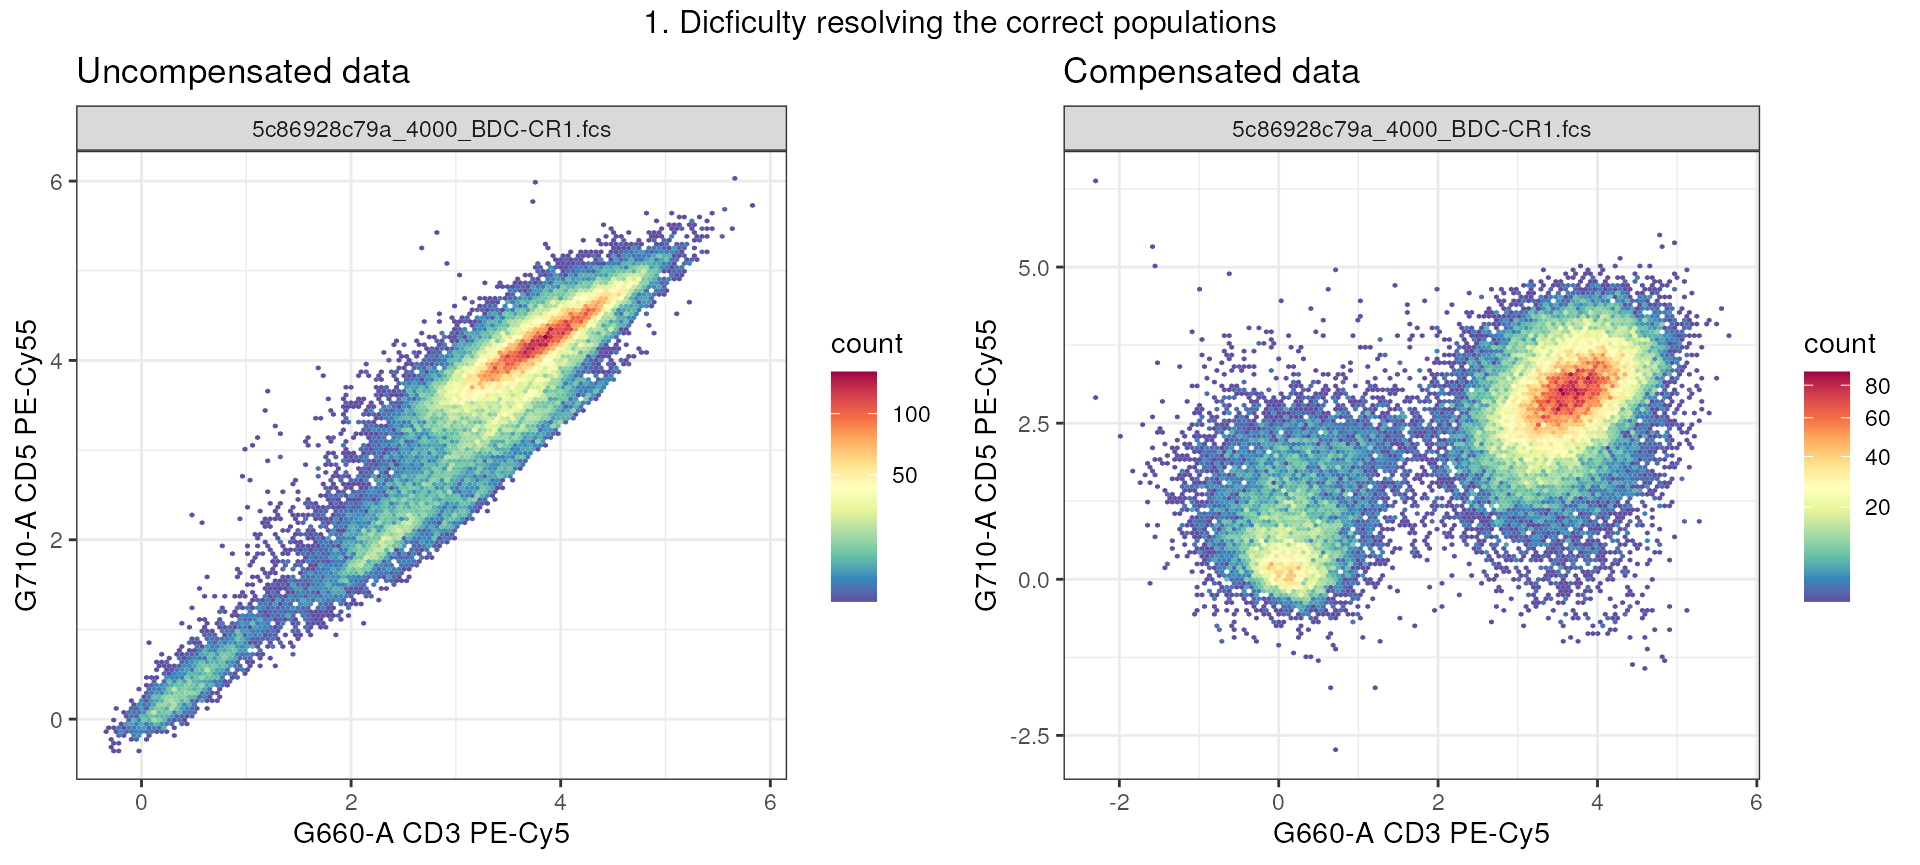 1. Dicficulty resolving the correct populations
Uncompensated data
5c86928c79a_4000_BDC-CR1.fcs
G710-A CD5 PE-Cy55
6
4
2
0
0 2 4 6
G660-A CD3 PE-Cy5
count
100
50
Compensated data
5c86928c79a_4000_BDC-CR1.fcs
G710-A CD5 PE-Cy55
5.0
2.5
0.0
-2.5
-2 0 2 4 6
G660-A CD3 PE-Cy5
count
80
60
40
20